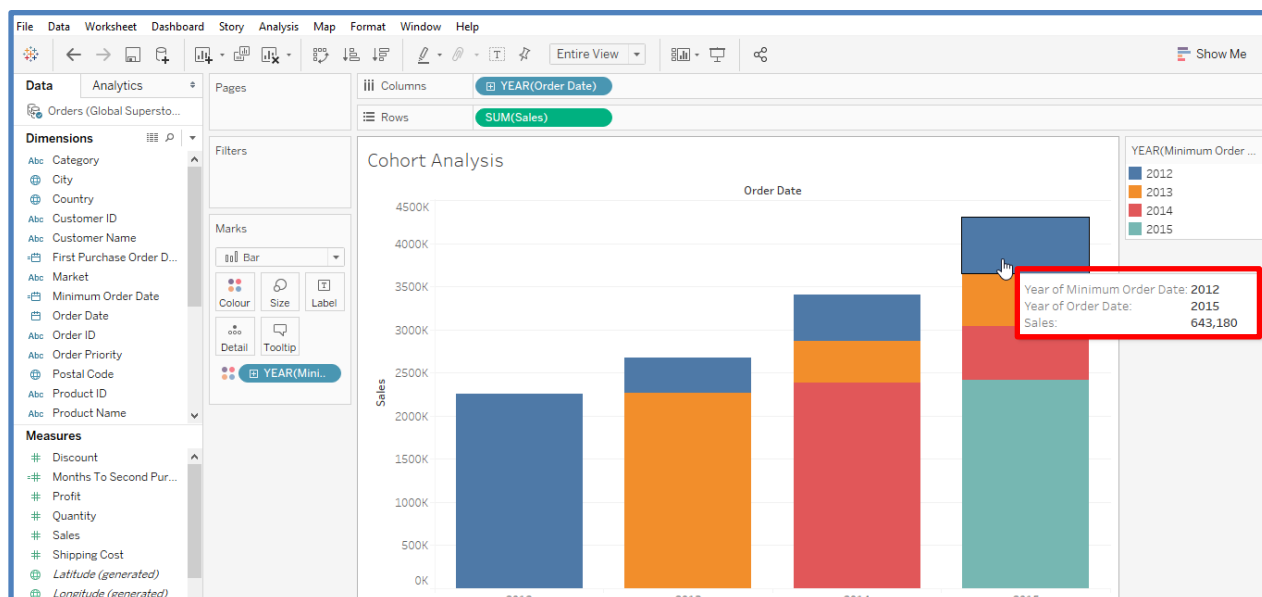 File Data Worksheet Dashboard Story Analysis Map Format Window Help
Entire View
Show Me
Data Analytics
Orders (Global Supersto...
Dimensions
Abc Category
City
Country
Abc Customer ID
Abc Customer Name
First Purchase Order D...
Abc Market
Minimum Order Date
Order Date
Abc Order ID
Abc Order Priority
Postal Code
Abc Product ID
Abc Product Name
Measures
# Discount
=# Months To Second Pur...
# Profit
# Quantity
# Sales
# Shipping Cost
Latitude (generated)
Longitude (generated)
Pages
Filters
Marks
Bar
Colour Size Label
Detail Tooltip
YEAR(Mini..
Columns YEAR(Order Date)
Rows SUM(Sales)
Cohort Analysis
Order Date
4500K
4000K
3500K
3000K
2500K
2000K
1500K
1000K
500K
0K
Sales
Year of Minimum Order Date: 2012
Year of Order Date: 2015
Sales: 643,180
YEAR(Minimum Order ...
2012
2013
2014
2015